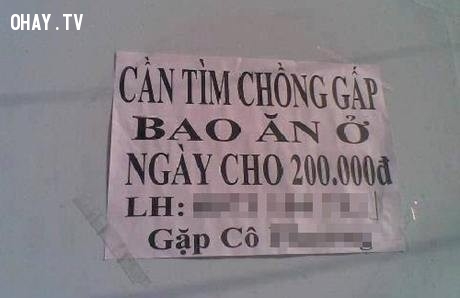 OHAY.TV
CẦN TÌM CHỒNG GẤP
BAO ĂN Ở
NGÀY CHO 200.000đ
LH:
Gặp Cô